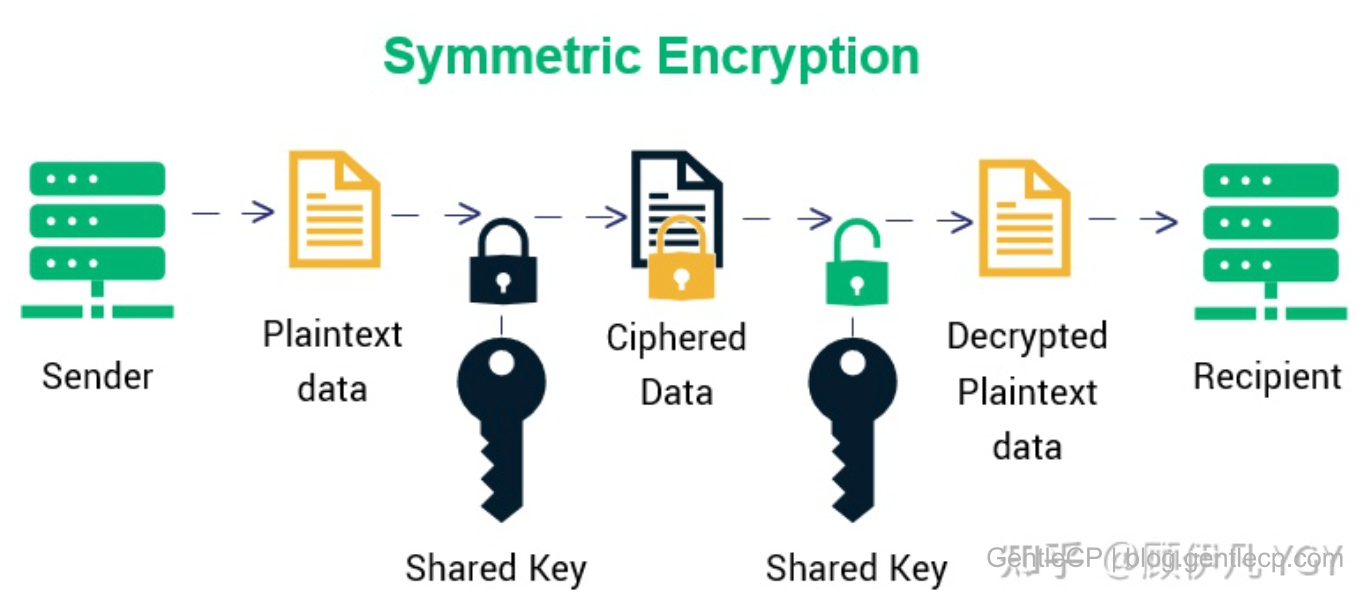 Symmetric Encryption
Sender
Plaintext
data
Ciphered
Data
Decrypted
Plaintext
data
Recipient
Shared Key
Shared Key
知乎 @顾伊凡YGY
GentleCP | blog.gentlecp.com